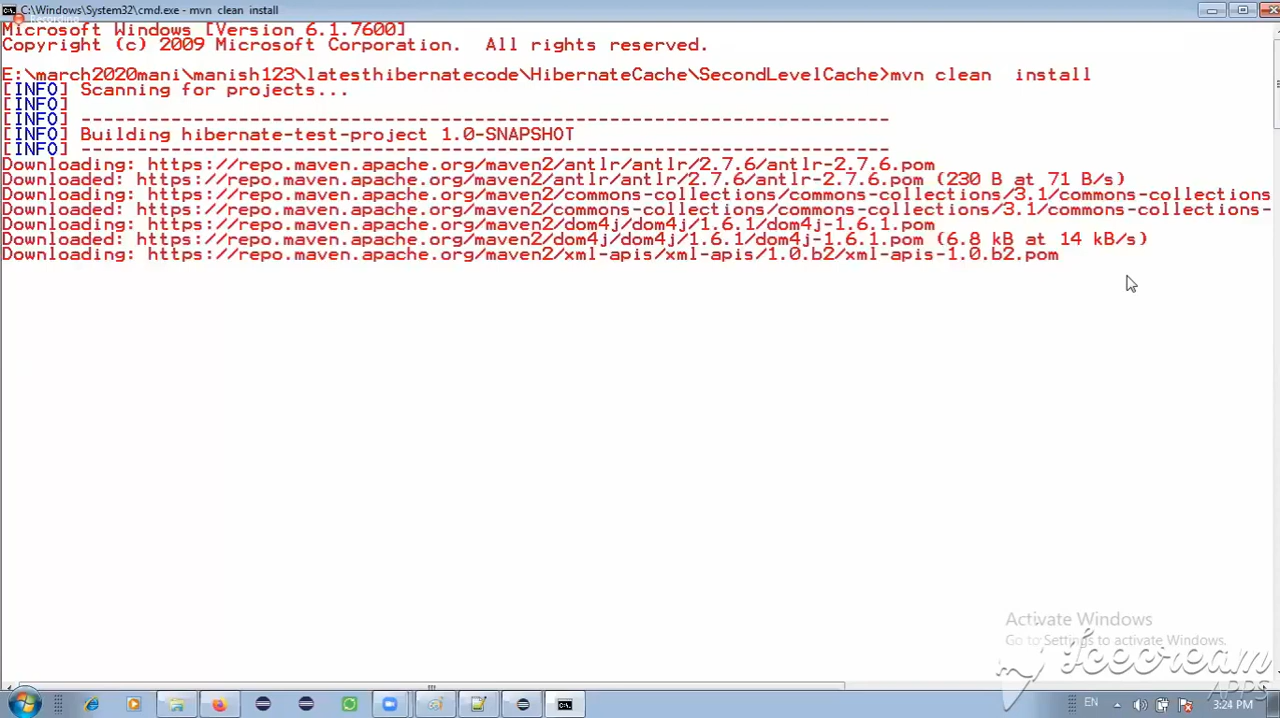 C:\Windows\System32\cmd.exe - mvn  clean  install
Recording
Microsoft Windows [Version 6.1.7600]
Copyright (c) 2009 Microsoft Corporation.  All rights reserved.
E:\march2020mani\manish123\latesthibernatecode\HibernateCache\SecondLevelCache>mvn clean  install
[INFO] Scanning for projects...
[INFO]
[INFO] ------------------------------------------------------------------------
[INFO] Building hibernate-test-project 1.0-SNAPSHOT
[INFO] ------------------------------------------------------------------------
Downloading: https://repo.maven.apache.org/maven2/antlr/antlr/2.7.6/antlr-2.7.6.pom
Downloaded: https://repo.maven.apache.org/maven2/antlr/antlr/2.7.6/antlr-2.7.6.pom (230 B at 71 B/s)
Downloading: https://repo.maven.apache.org/maven2/commons-collections/commons-collections/3.1/commons-collections
Downloaded: https://repo.maven.apache.org/maven2/commons-collections/commons-collections/3.1/commons-collections-
Downloading: https://repo.maven.apache.org/maven2/dom4j/dom4j/1.6.1/dom4j-1.6.1.pom
Downloaded: https://repo.maven.apache.org/maven2/dom4j/dom4j/1.6.1/dom4j-1.6.1.pom (6.8 kB at 14 kB/s)
Downloading: https://repo.maven.apache.org/maven2/xml-apis/xml-apis/1.0.b2/xml-apis-1.0.b2.pom
Activate Windows
Go to Settings to activate Windows.
Icecream
APPS
EN
3:24 PM